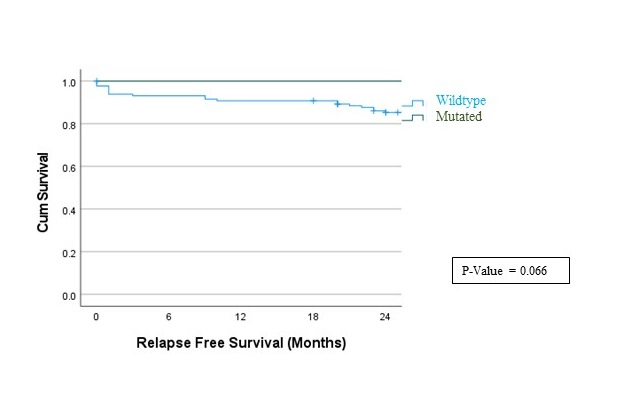 1.0
0.8
0.6
0.4
0.2
0.0
Cum Survival
0 6 12 18 24
Relapse Free Survival (Months)
Wildtype
Mutated
P-Value = 0.066